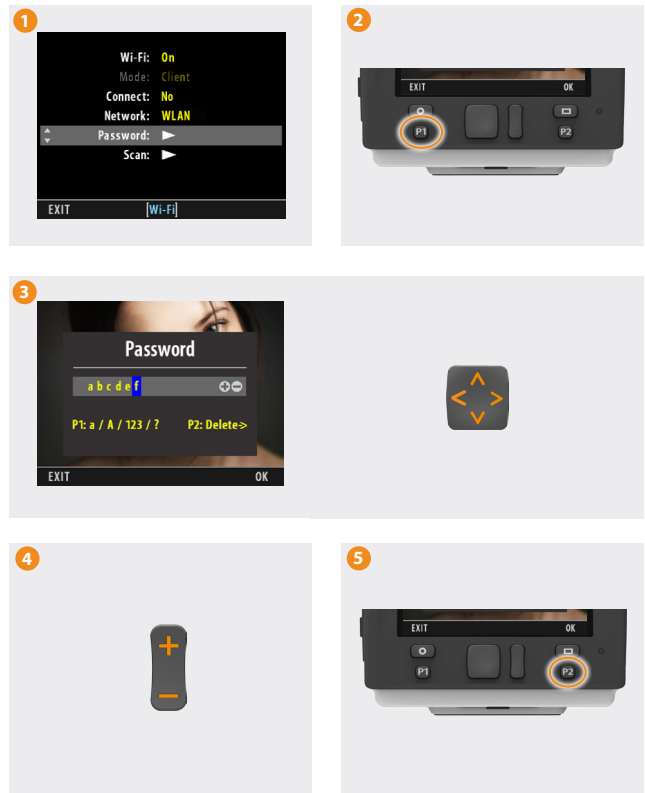 1
Wi-Fi: On
Mode: Client
Connect: No
Network: WLAN
Password:
Scan:
EXIT [Wi-Fi]
2
EXIT OK
P1 P2
3
Password
a b c d e f
P1: a / A / 123 / ? P2: Delete->
EXIT OK
4
5
EXIT OK
P1 P2